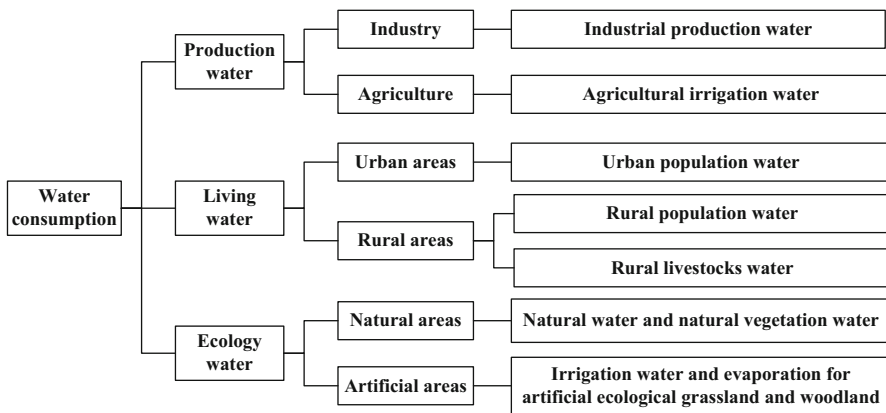 Water
consumption
Production
water
Industry
Industrial production water
Agriculture
Agricultural irrigation water
Living
water
Urban areas
Urban population water
Rural areas
Rural population water
Rural livestocks water
Ecology
water
Natural areas
Natural water and natural vegetation water
Artificial areas
Irrigation water and evaporation for
artificial ecological grassland and woodland